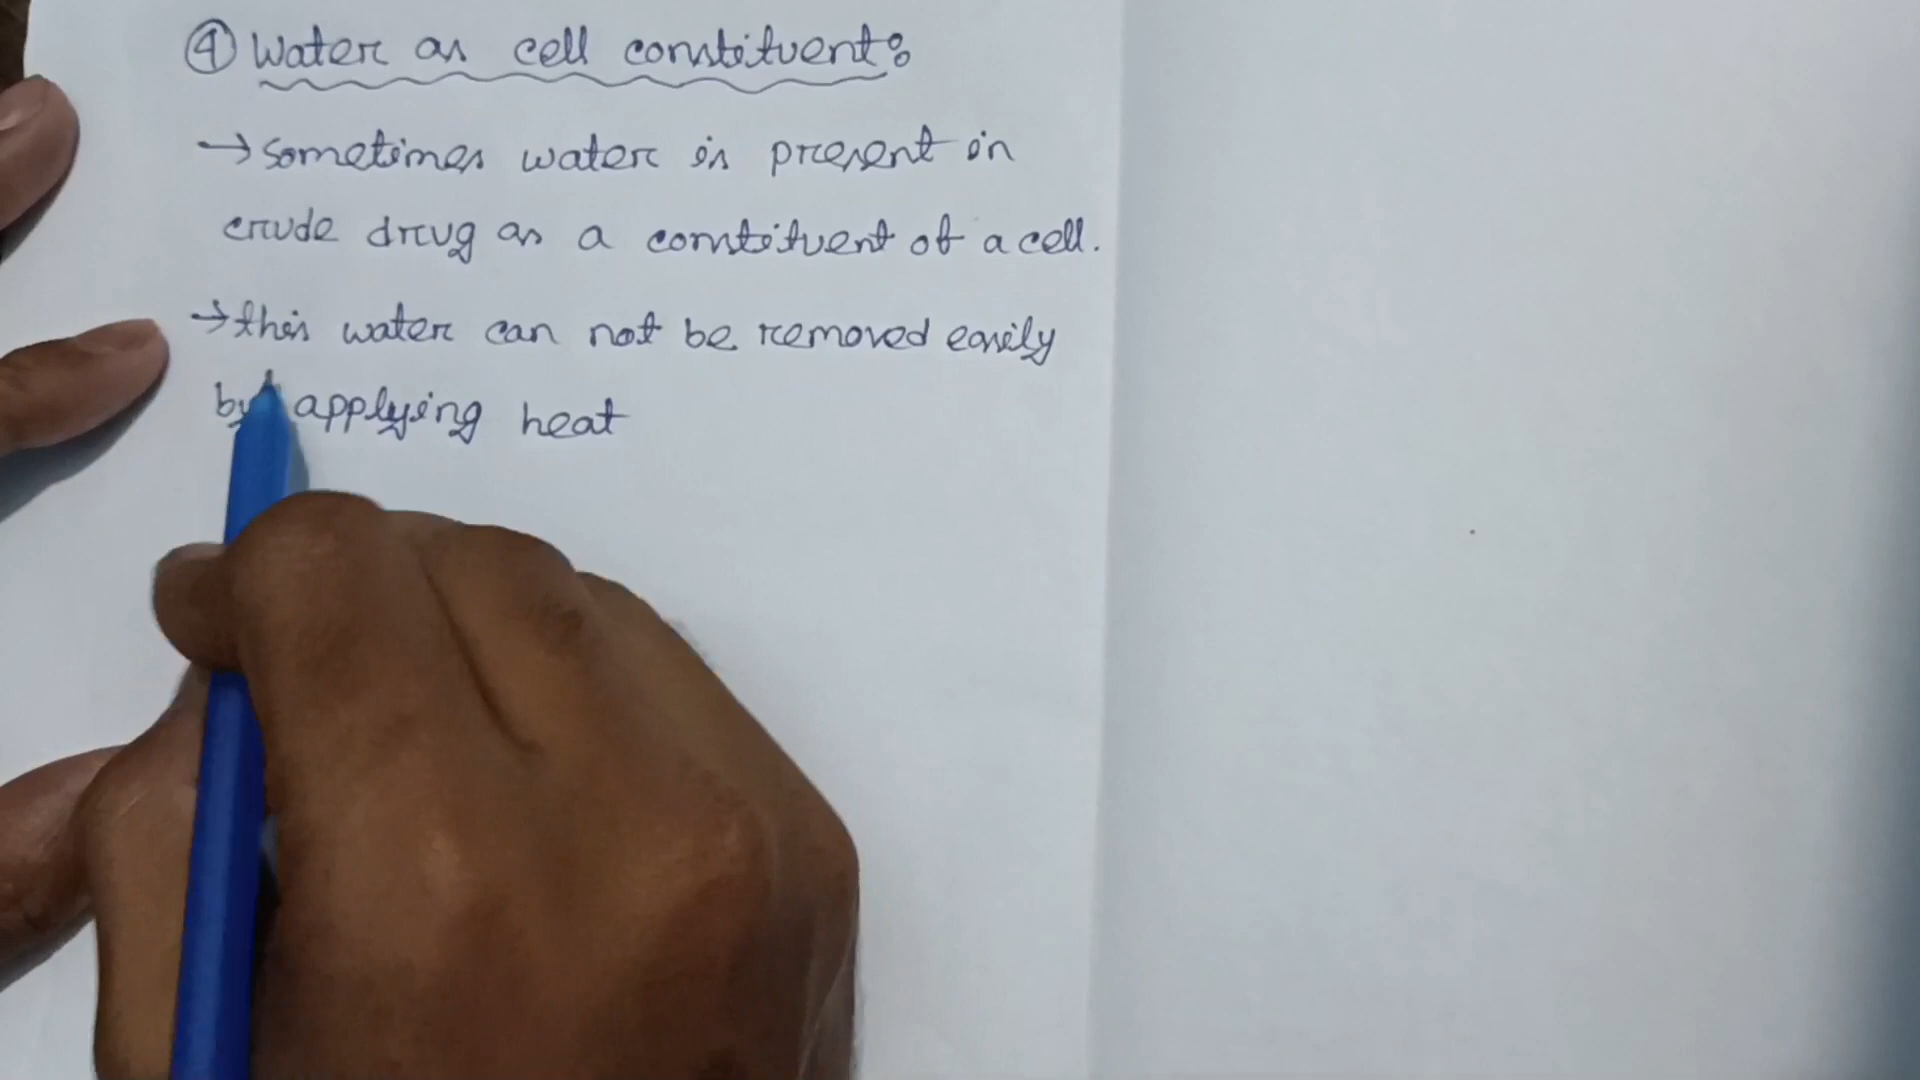 ④ Water as cell constituent:
→ Sometimes water is present in
crude drug as a constituent of a cell.
→ this water can not be removed easily
by applying heat